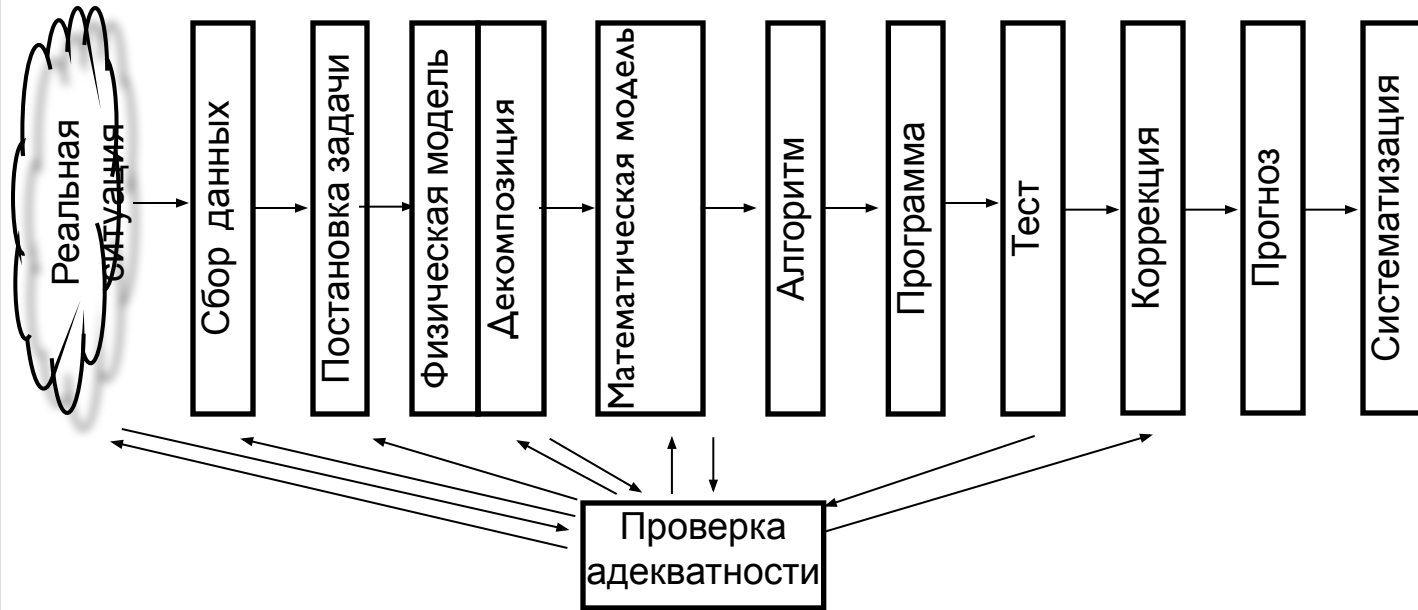 Реальная
ситуация
Сбор данных
Постановка задачи
Физическая модель
Декомпозиция
Математическая модель
Алгоритм
Программа
Тест
Коррекция
Прогноз
Систематизация
Проверка
адекватности